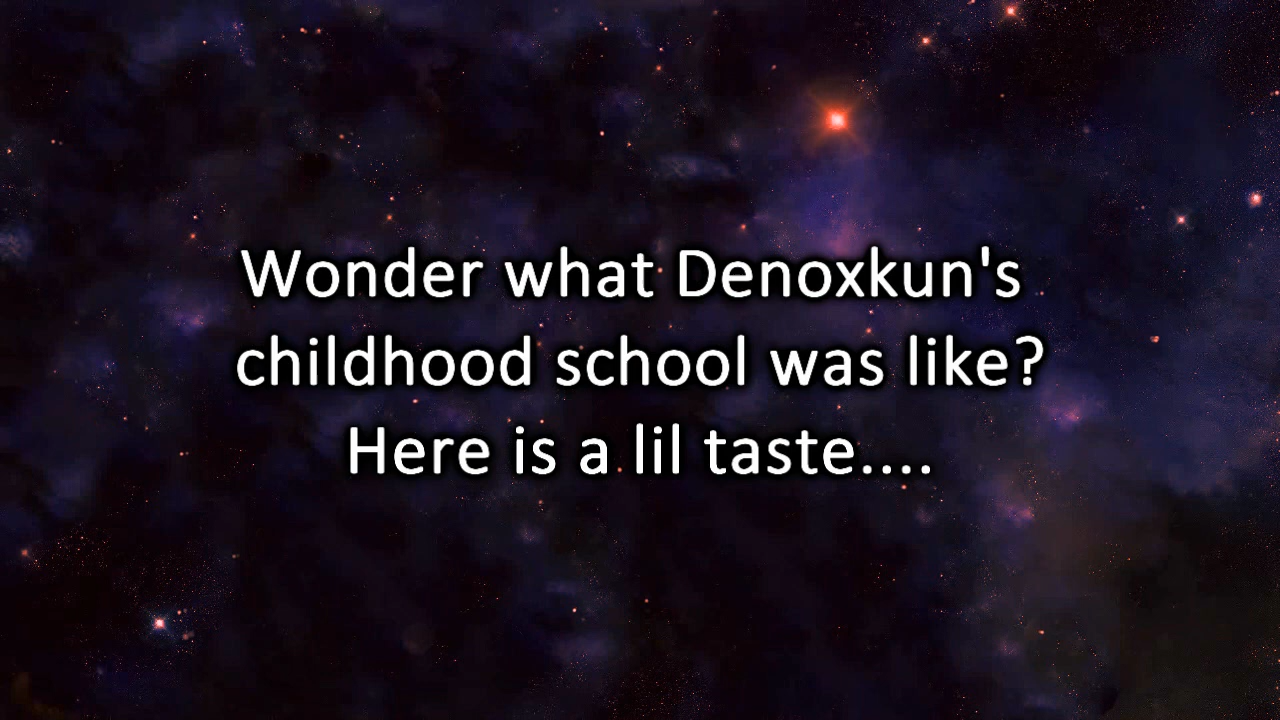 Wonder what Denoxkun's
childhood school was like?
Here is a lil taste....